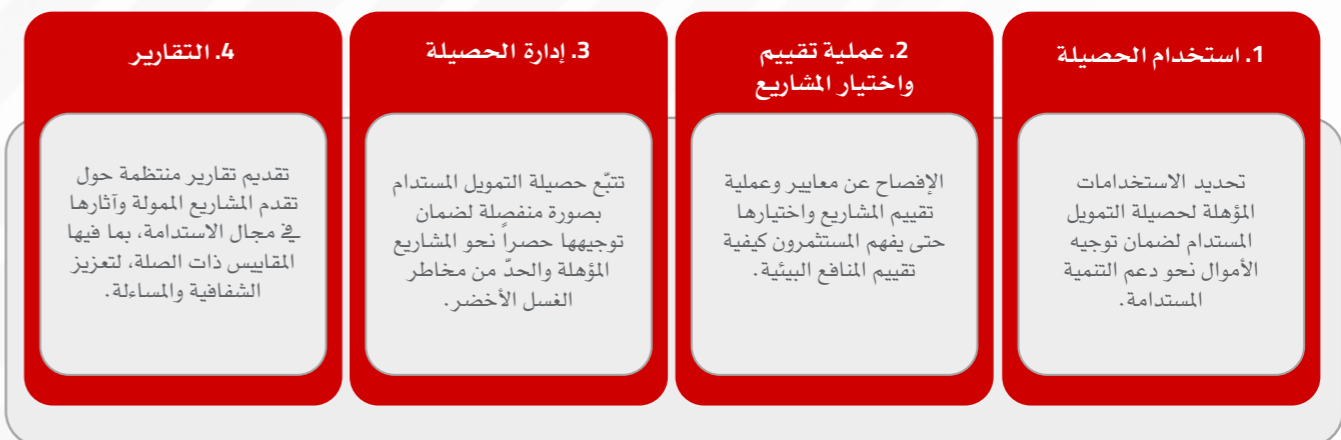 1. استخدام الحصيلة
تحديد الاستخدامات
المؤهلة لحصيلة التمويل
المستدام لضمان توجيه
الأموال نحو دعم التنمية
المستدامة.
2. عملية تقييم
واختيار المشاريع
الإفصاح عن معايير وعملية
تقييم المشاريع واختيارها
حتى يفهم المستثمرون كيفية
تقييم المنافع البيئية.
3. إدارة الحصيلة
تتبّع حصيلة التمويل المستدام
بصورة منفصلة لضمان
توجيهها حصراً نحو المشاريع
المؤهلة والحدّ من مخاطر
الغسل الأخضر.
4. التقارير
تقديم تقارير منتظمة حول
تقدم المشاريع الممولة وآثارها
في مجال الاستدامة، بما فيها
المقاييس ذات الصلة، لتعزيز
الشفافية والمساءلة.